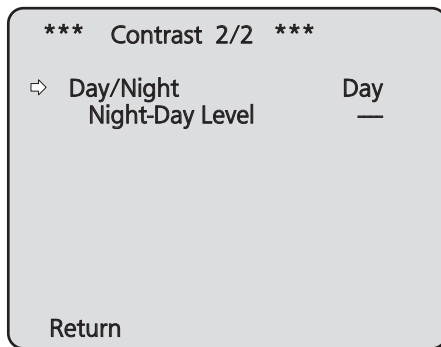 *** Contrast 2/2 ***
⇨ Day/Night Day
Night-Day Level —
Return